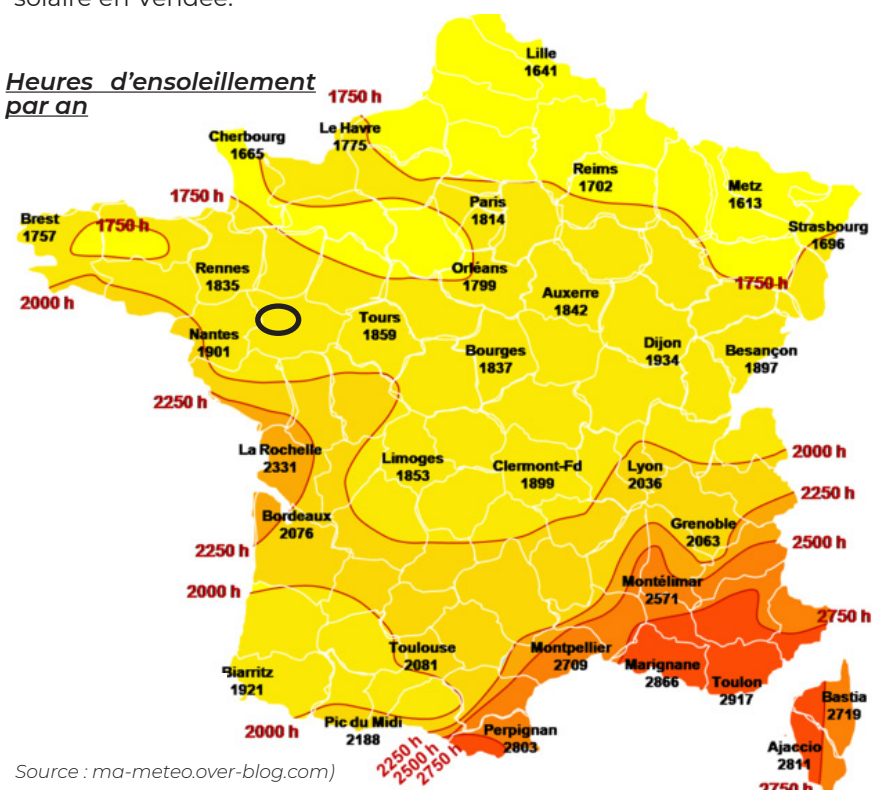 solaire en Vendée.
Heures d'ensoleillement
par an
Lille
1641
1750 h
Le Havre
1775
Cherbourg
1665
Reims
1702
Metz
1613
1750 h
Paris
1814
Brest
1757
1750 h
Strasbourg
1696
Rennes
1835
Orléans
1799
1750 h
2000 h
Auxerre
1842
Tours
1859
Nantes
1901
Dijon
1934
Bourges
1837
Besançon
1897
2250 h
La Rochelle
2331
Limoges
1853
Clermont-Fd
1899
Lyon
2036
2000 h
2250 h
Bordeaux
2076
Grenoble
2063
2250 h
2500 h
2000 h
Montélimar
2571
2750 h
Toulouse
2081
Montpellier
2709
Biarritz
1921
Marignane
2866
Toulon
2917
Bastia
2719
2000 h
Pic du Midi
2188
Perpignan
2803
2250 h
2500 h
2750 h
Ajaccio
2811
2750 h
Source : ma-meteo.over-blog.com)